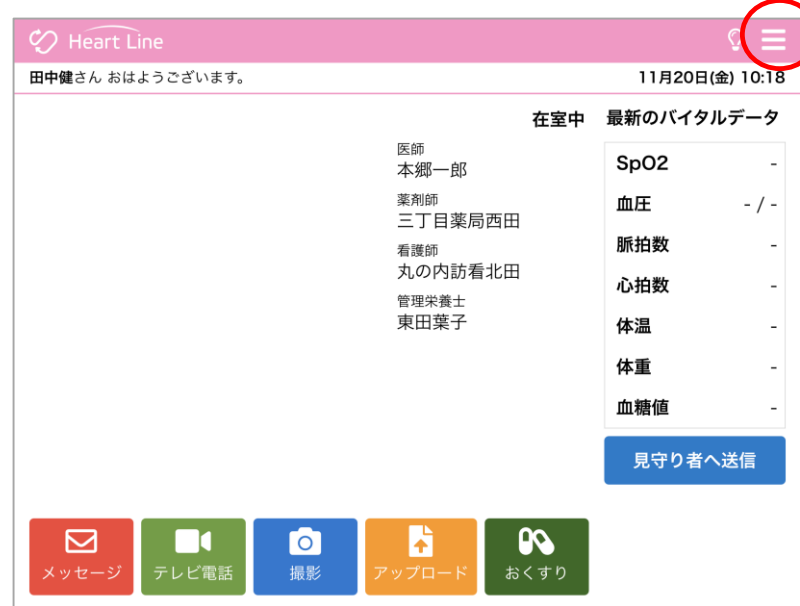 Heart Line
田中健さん おはようございます。
11月20日(金) 10:18
在室中
医師
本郷一郎
薬剤師
三丁目薬局西田
看護師
丸の内訪看北田
管理栄養士
東田葉子
最新のバイタルデータ
SpO2 -
血圧 - / -
脈拍数 -
心拍数 -
体温 -
体重 -
血糖値 -
見守り者へ送信
メッセージ
テレビ電話
撮影
アップロード
おくすり